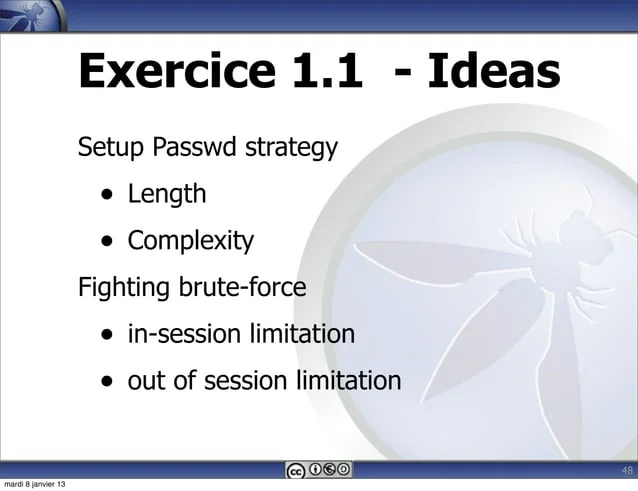 Exercice 1.1 - Ideas
Setup Passwd strategy
• Length
• Complexity
Fighting brute-force
• in-session limitation
• out of session limitation
48
mardi 8 janvier 13